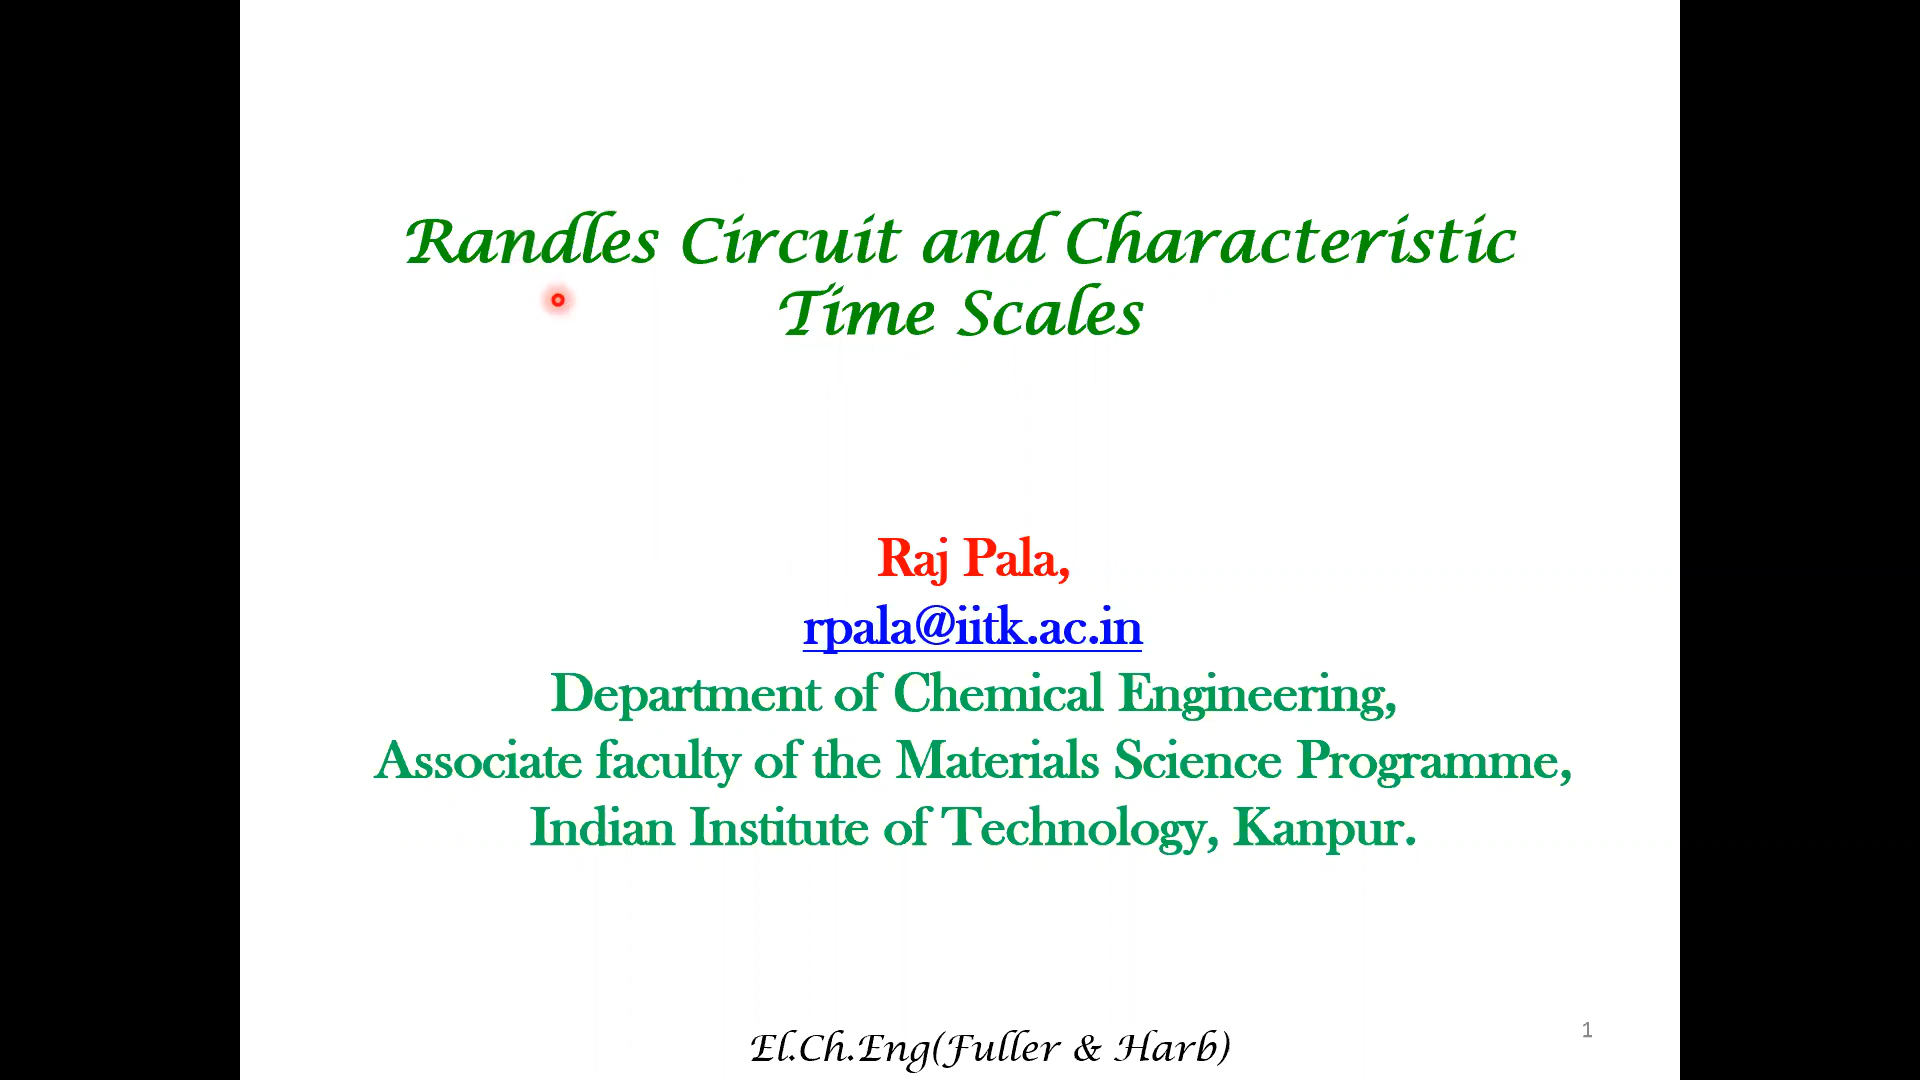 Randles Circuit and Characteristic
Time Scales
Raj Pala,
rpala@iitk.ac.in
Department of Chemical Engineering,
Associate faculty of the Materials Science Programme,
Indian Institute of Technology, Kanpur.
El.Ch.Eng(Fuller & Harb)
1